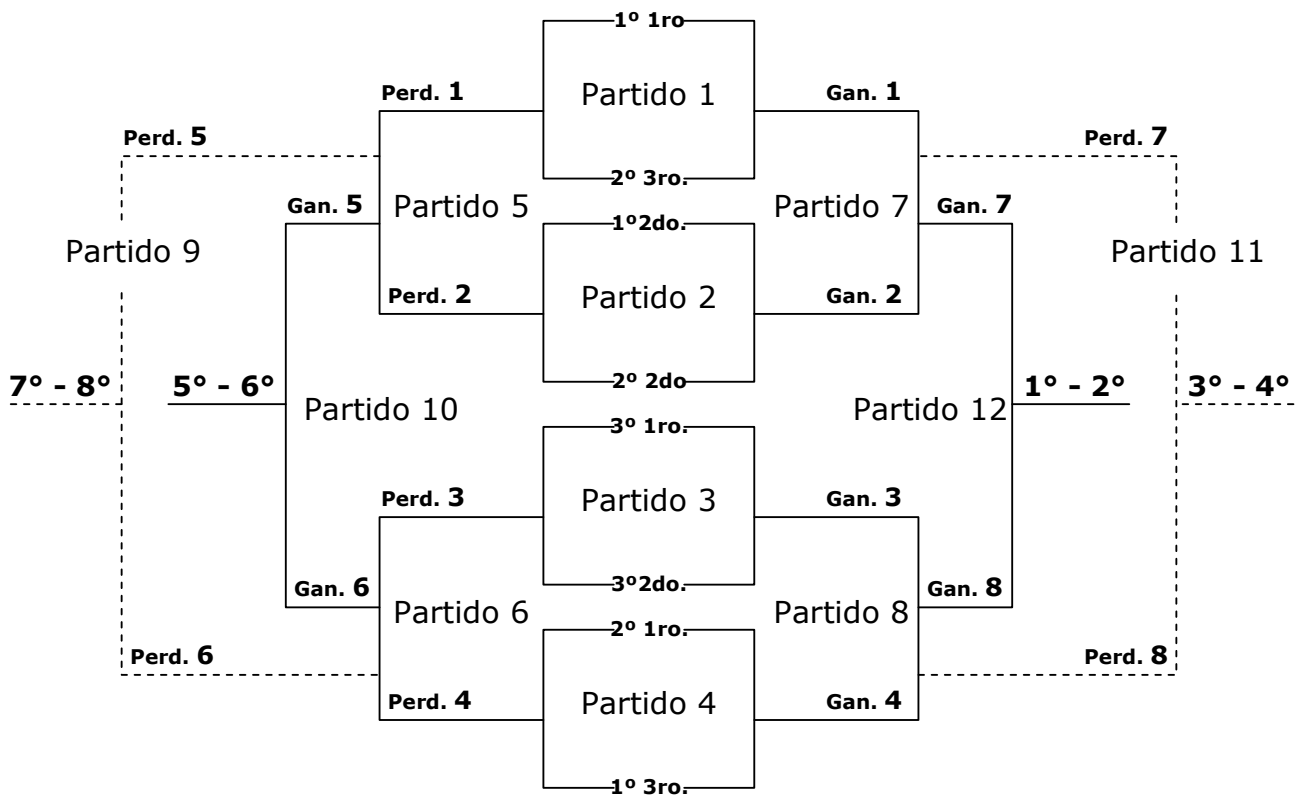 1º 1ro
Perd. 1
Partido 1
Gan. 1
Perd. 5
Perd. 7
2º 3ro.
Gan. 5
Partido 5
Partido 7
Gan. 7
1º2do.
Partido 9
Partido 11
Perd. 2
Partido 2
Gan. 2
7° - 8°
5° - 6°
2º 2do
1° - 2°
3° - 4°
Partido 10
Partido 12
3º 1ro.
Perd. 3
Partido 3
Gan. 3
3º2do.
Gan. 6
Gan. 8
Partido 6
Partido 8
2º 1ro.
Perd. 6
Perd. 8
Perd. 4
Partido 4
Gan. 4
1º 3ro.